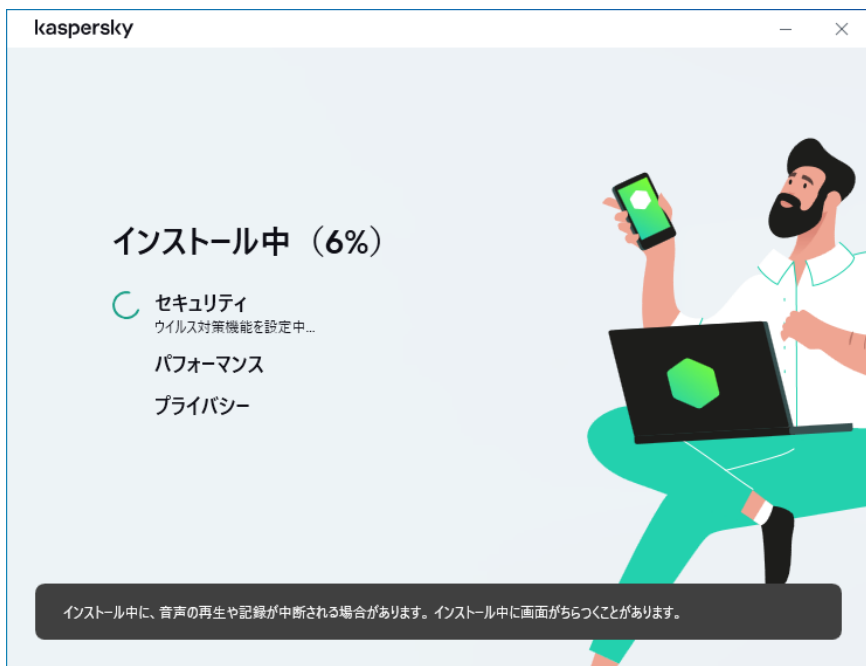 kaspersky
インストール中（6%）
セキュリティ
ウイルス対策機能を設定中...
パフォーマンス
プライバシー
インストール中に、音声の再生や記録が中断される場合があります。インストール中に画面がちらつくことがあります。